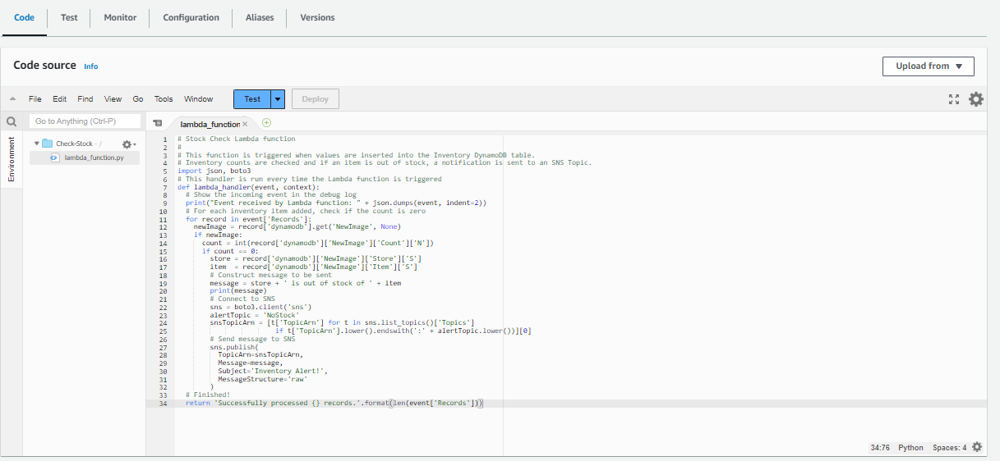 Code Test Monitor Configuration Aliases Versions
Code source Info
Upload from
File Edit Find View Go Tools Window Test Deploy
Go to Anything (Ctrl-P)
lambda_function
Environment
Check-Stock - /
lambda_function.py
1 # Stock Check Lambda function
2 #
3 # This function is triggered when values are inserted into the Inventory DynamoDB table.
4 # Inventory counts are checked and if an item is out of stock, a notification is sent to an SNS Topic.
5 import json, boto3
6 # This handler is run every time the Lambda function is triggered
7 def lambda_handler(event, context):
8 # Show the incoming event in the debug log
9 print("Event received by Lambda function: " + json.dumps(event, indent=2))
10 # For each inventory item added, check if the count is zero
11 for record in event['Records']:
12 newImage = record['dynamodb'].get('NewImage', None)
13 if newImage:
14 count = int(record['dynamodb']['NewImage']['Count']['N'])
15 if count == 0:
16 store = record['dynamodb']['NewImage']['Store']['S']
17 item  = record['dynamodb']['NewImage']['Item']['S']
18 # Construct message to be sent
19 message = store + ' is out of stock of ' + item
20 print(message)
21 # Connect to SNS
22 sns = boto3.client('sns')
23 alertTopic = 'NoStock'
24 snsTopicArn = [t['TopicArn'] for t in sns.list_topics()['Topics']
25 if t['TopicArn'].lower().endswith(':' + alertTopic.lower())][0]
26 # Send message to SNS
27 sns.publish(
28 TopicArn=snsTopicArn,
29 Message=message,
30 Subject='Inventory Alert!',
31 MessageStructure='raw'
32 )
33 # Finished!
34 return 'Successfully processed {} records.'.format(len(event['Records']))
34:76 Python Spaces: 4